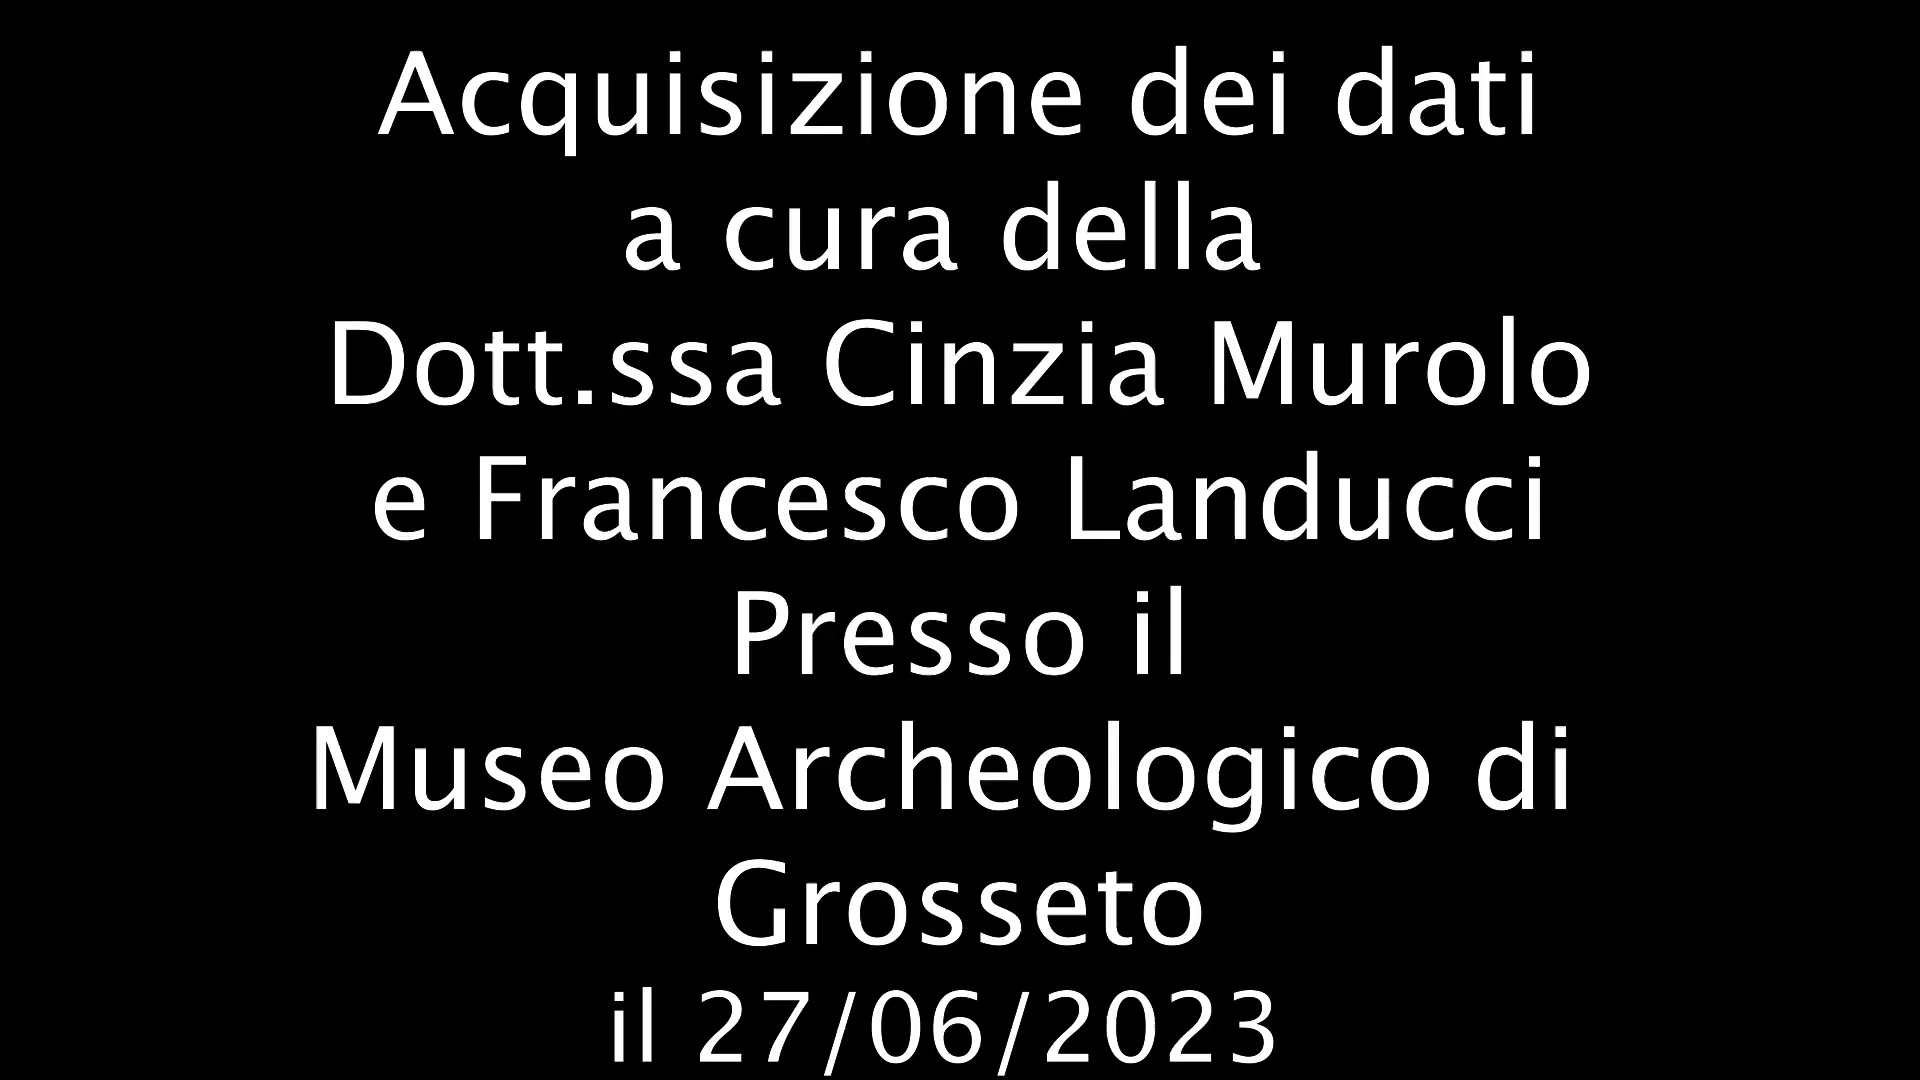 Acquisizione dei dati
a cura della
Dott.ssa Cinzia Murolo
e Francesco Landucci
Presso il
Museo Archeologico di
Grosseto
il 27/06/2023